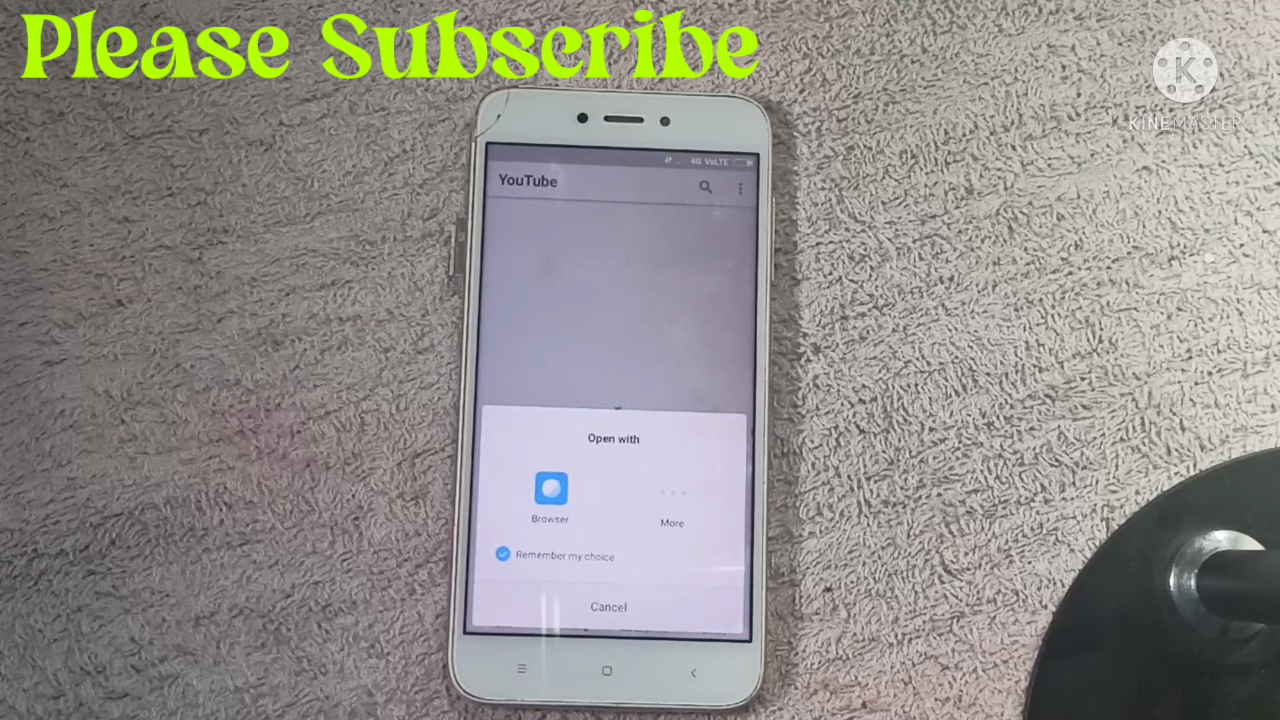 Please Subscribe
K
KINEMASTER
4G VoLTE
YouTube
Open with
Browser
More
Remember my choice
Cancel